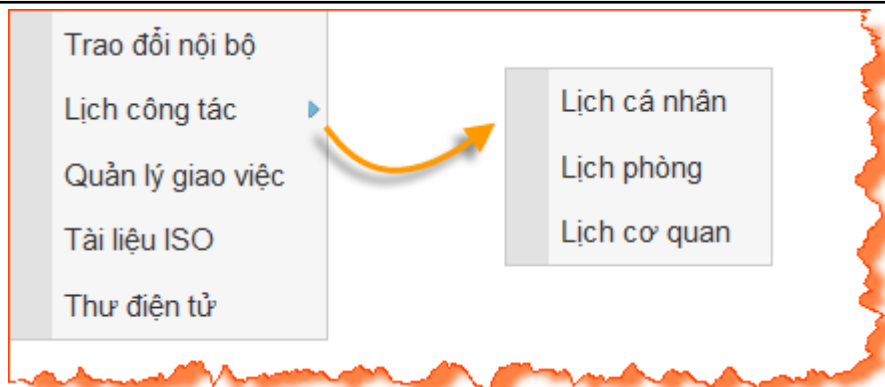 Trao đổi nội bộ
Lịch công tác
Quản lý giao việc
Tài liệu ISO
Thư điện tử
Lịch cá nhân
Lịch phòng
Lịch cơ quan